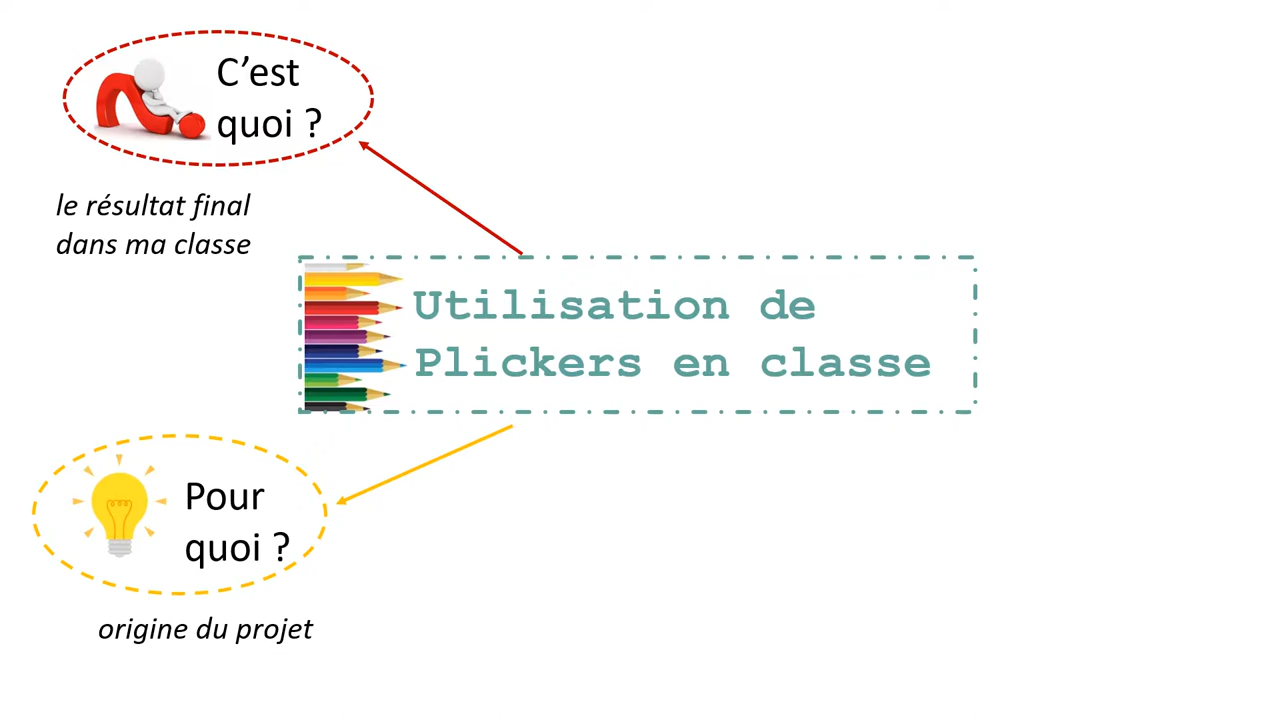 C’est
quoi ?
le résultat final
dans ma classe
Utilisation de
Plickers en classe
Pour
quoi ?
origine du projet